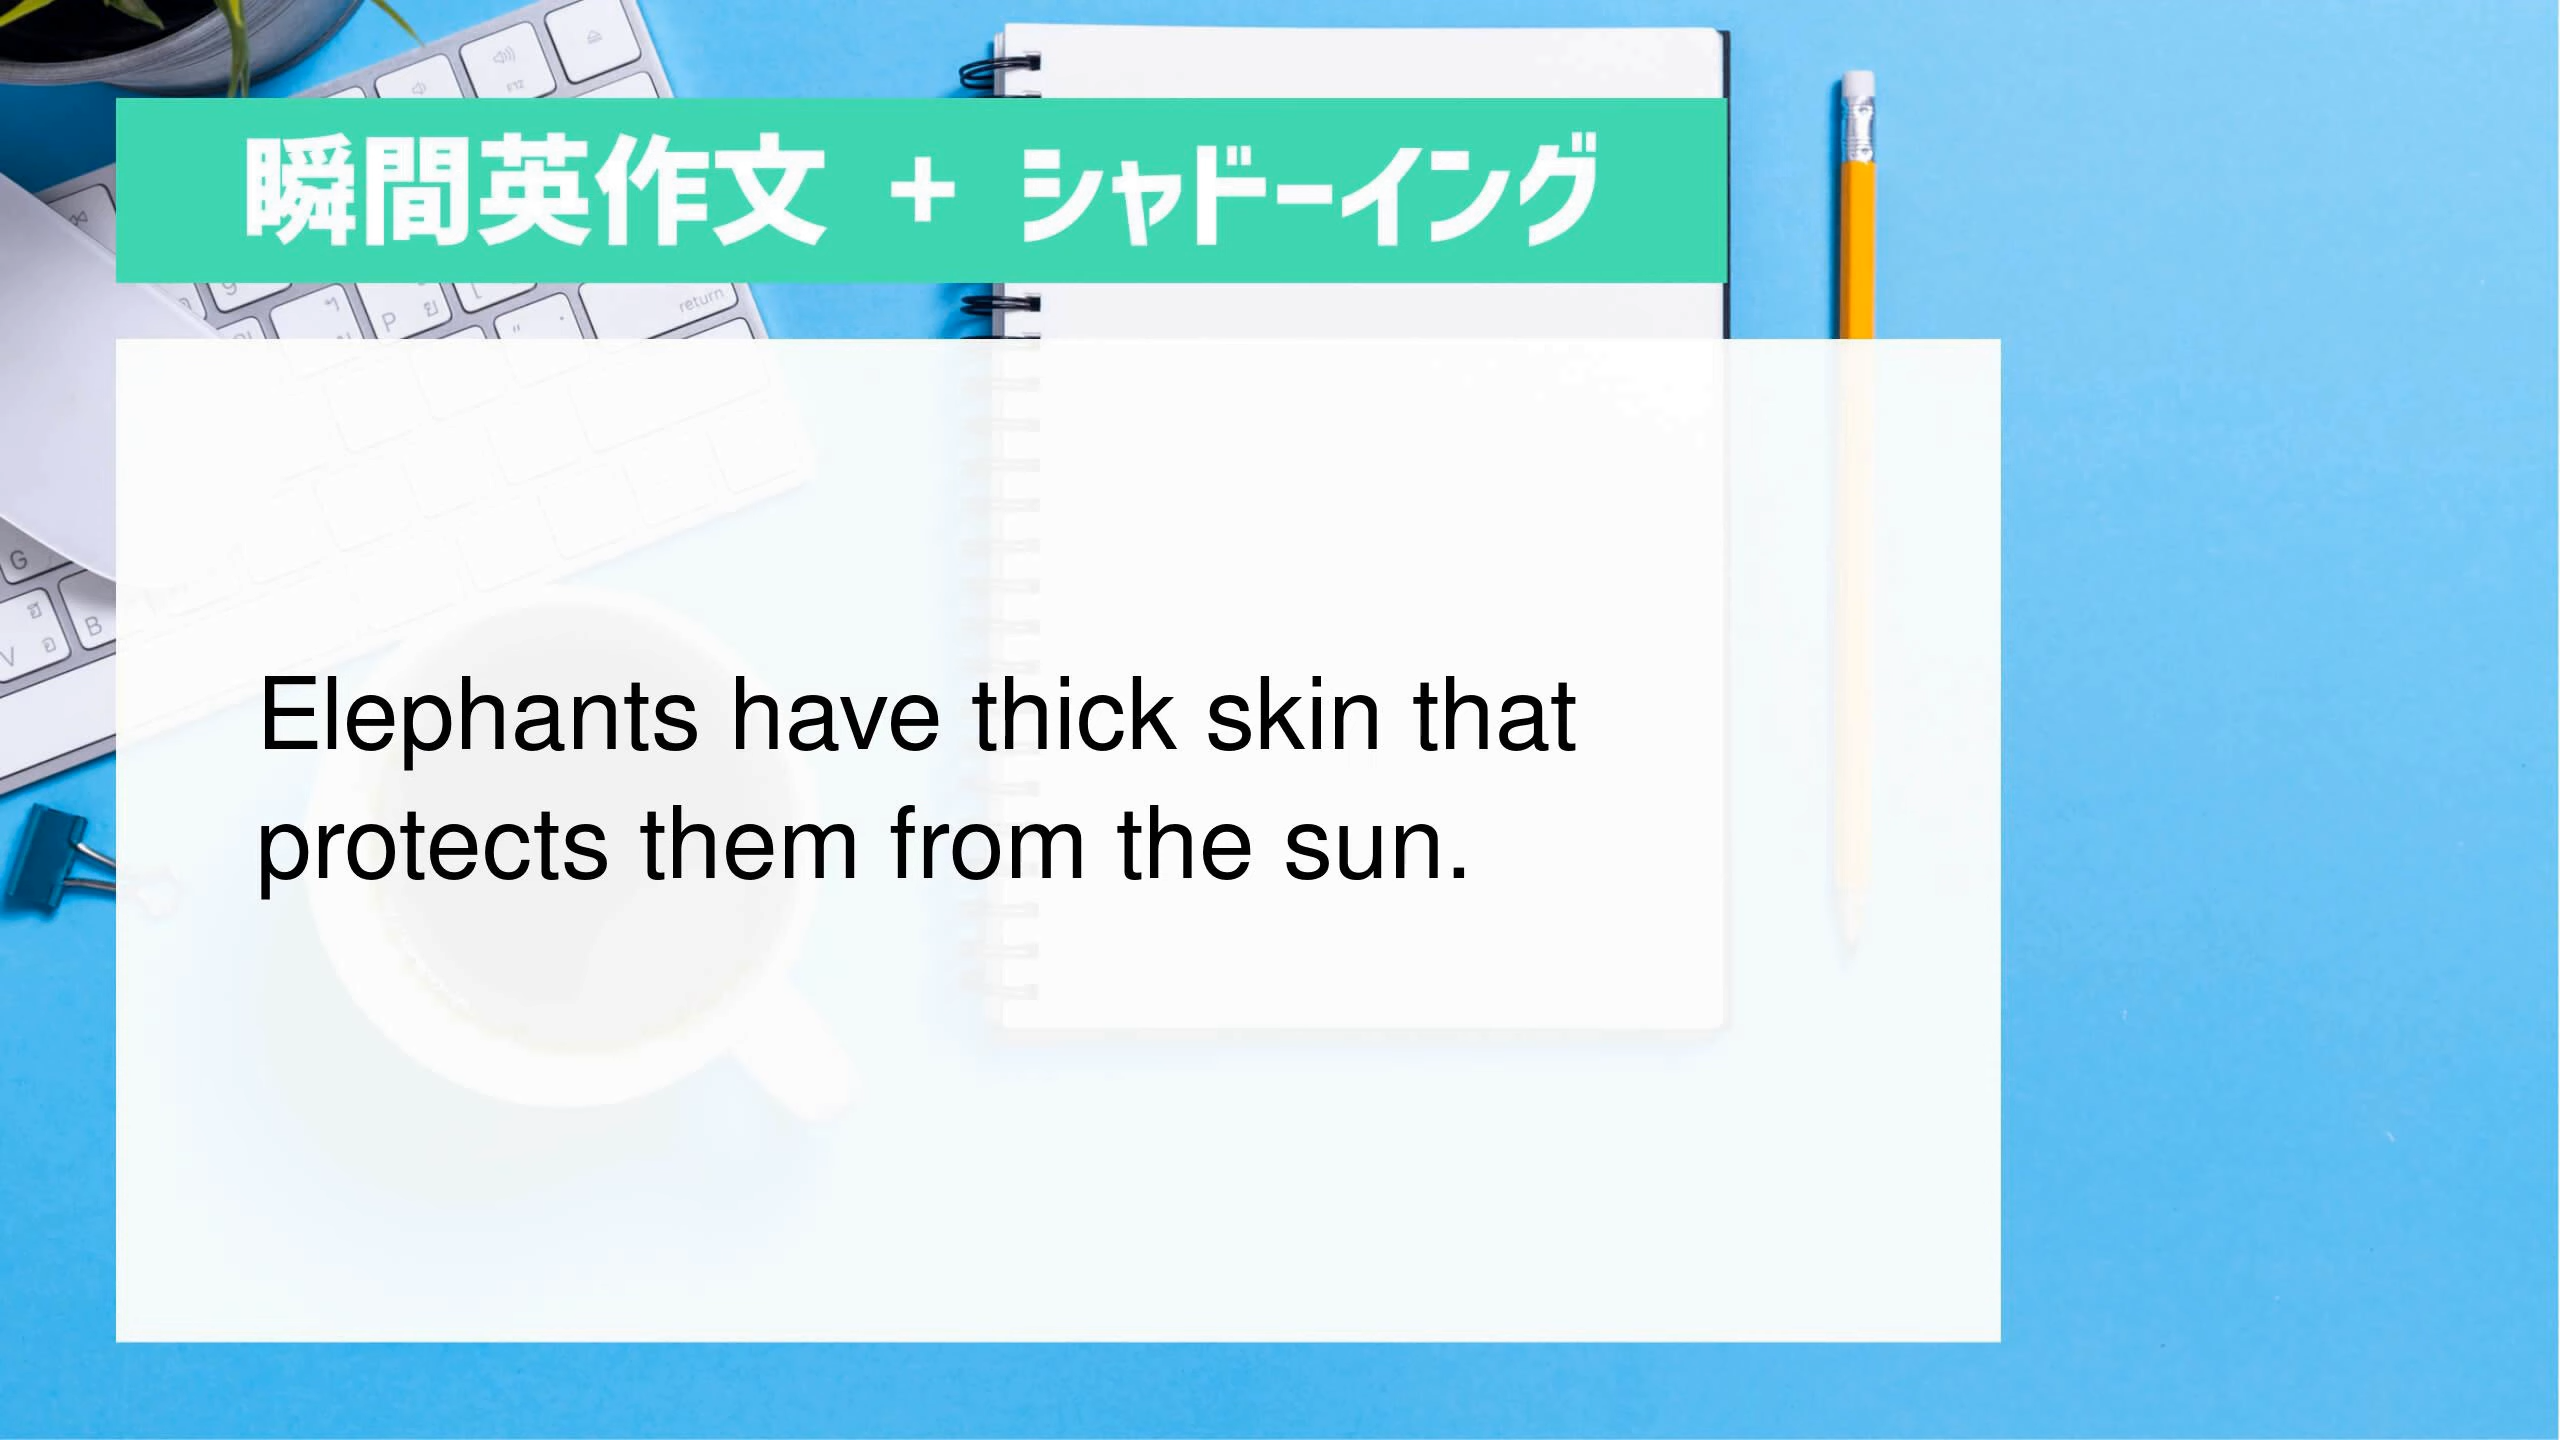 瞬間英作文 + シャドーイング
return
Elephants have thick skin that
protects them from the sun.